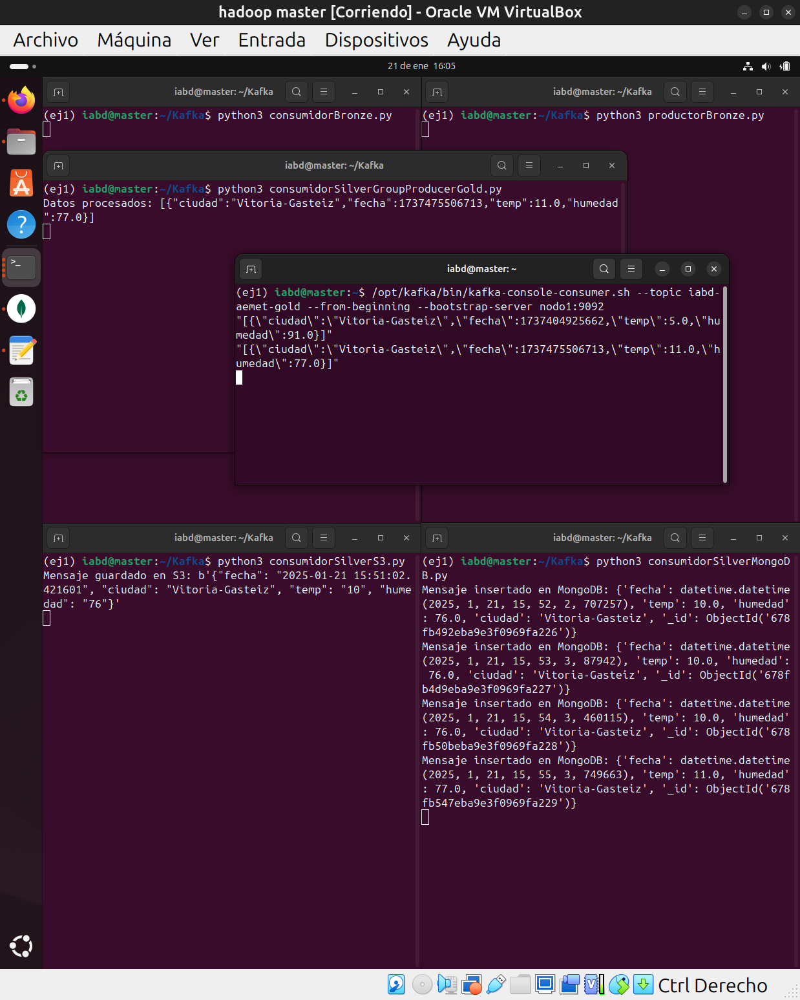 hadoop master [Corriendo] - Oracle VM VirtualBox
Archivo Máquina Ver Entrada Dispositivos Ayuda
21 de ene 16:05
iabd@master: ~/Kafka
(ej1) iabd@master:~/Kafka$ python3 consumidorBronze.py
iabd@master: ~/Kafka
(ej1) iabd@master:~/Kafka$ python3 productorBronze.py
iabd@master: ~/Kafka
(ej1) iabd@master:~/Kafka$ python3 consumidorSilverGroupProducerGold.py
Datos procesados: [{"ciudad":"Vitoria-Gasteiz","fecha":1737475506713,"temp":11.0,"humedad
":77.0}]
iabd@master: ~
(ej1) iabd@master:~$ /opt/kafka/bin/kafka-console-consumer.sh --topic iabd-
aemet-gold --from-beginning --bootstrap-server nodo1:9092
"[{\"ciudad\":\"Vitoria-Gasteiz\",\"fecha\":1737404925662,\"temp\":5.0,\"hu
medad\":91.0}]"
"[{\"ciudad\":\"Vitoria-Gasteiz\",\"fecha\":1737475506713,\"temp\":11.0,\"h
umedad\":77.0}]"
iabd@master: ~/Kafka
(ej1) iabd@master:~/Kafka$ python3 consumidorSilverS3.py
Mensaje guardado en S3: b'{"fecha": "2025-01-21 15:51:02.
421601", "ciudad": "Vitoria-Gasteiz", "temp": "10", "hume
dad": "76"}'
iabd@master: ~/Kafka
(ej1) iabd@master:~/Kafka$ python3 consumidorSilverMongoD
B.py
Mensaje insertado en MongoDB: {'fecha': datetime.datetime
(2025, 1, 21, 15, 52, 2, 707257), 'temp': 10.0, 'humedad'
: 76.0, 'ciudad': 'Vitoria-Gasteiz', '_id': ObjectId('678
fb492eba9e3f0969fa226')}
Mensaje insertado en MongoDB: {'fecha': datetime.datetime
(2025, 1, 21, 15, 53, 3, 87942), 'temp': 10.0, 'humedad':
 76.0, 'ciudad': 'Vitoria-Gasteiz', '_id': ObjectId('678f
b4d9eba9e3f0969fa227')}
Mensaje insertado en MongoDB: {'fecha': datetime.datetime
(2025, 1, 21, 15, 54, 3, 460115), 'temp': 10.0, 'humedad'
: 76.0, 'ciudad': 'Vitoria-Gasteiz', '_id': ObjectId('678
fb50beba9e3f0969fa228')}
Mensaje insertado en MongoDB: {'fecha': datetime.datetime
(2025, 1, 21, 15, 55, 3, 749663), 'temp': 11.0, 'humedad'
: 77.0, 'ciudad': 'Vitoria-Gasteiz', '_id': ObjectId('678
fb547eba9e3f0969fa229')}
Ctrl Derecho